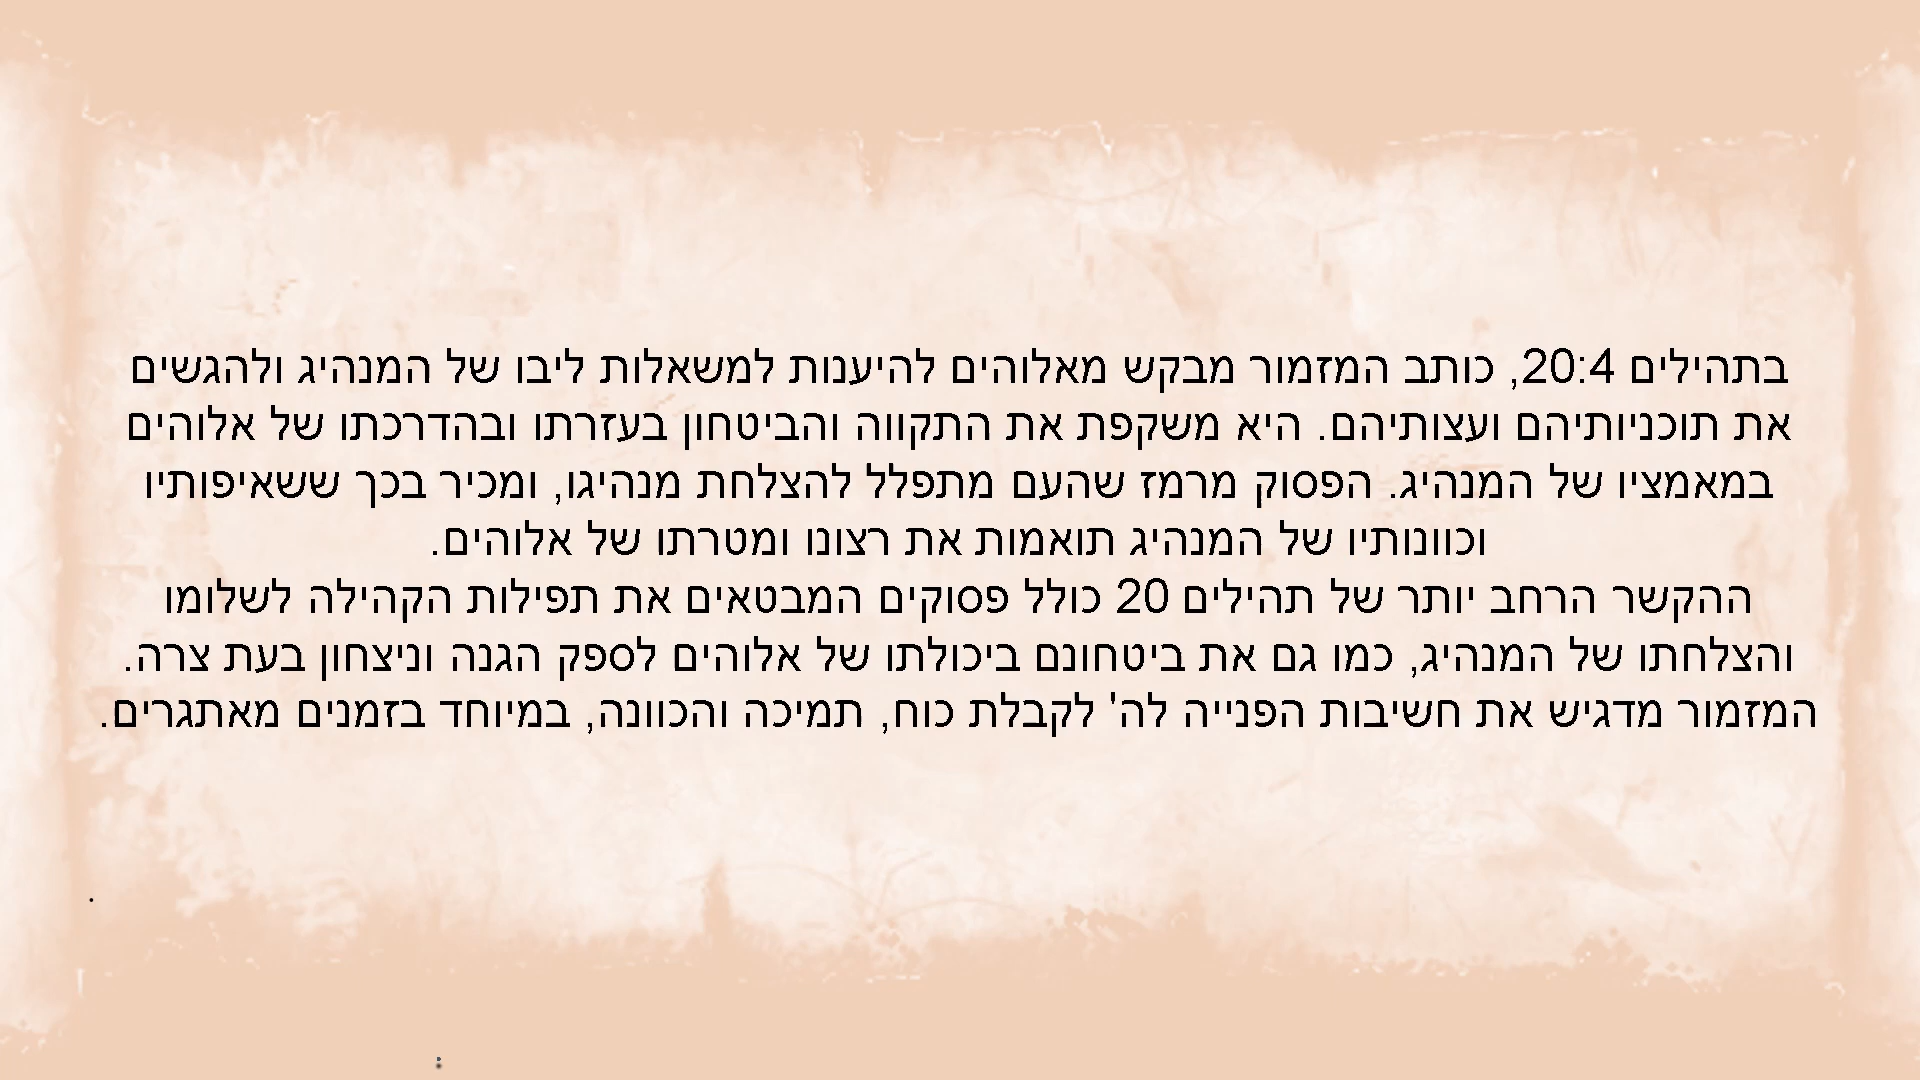 בתהילים 20:4, כותב המזמור מבקש מאלוהים להיענות למשאלות ליבו של המנהיג ולהגשים
את תוכניותיהם ועצותיהם. היא משקפת את התקווה והביטחון בעזרתו ובהדרכתו של אלוהים
במאמציו של המנהיג. הפסוק מרמז שהעם מתפלל להצלחת מנהיגו, ומכיר בכך ששאיפותיו
וכוונותיו של המנהיג תואמות את רצונו ומטרתו של אלוהים.
ההקשר הרחב יותר של תהילים 20 כולל פסוקים המבטאים את תפילות הקהילה לשלומו
והצלחתו של המנהיג, כמו גם את ביטחונם ביכולתו של אלוהים לספק הגנה וניצחון בעת צרה.
המזמור מדגיש את חשיבות הפנייה לה' לקבלת כוח, תמיכה והכוונה, במיוחד בזמנים מאתגרים.
.
: